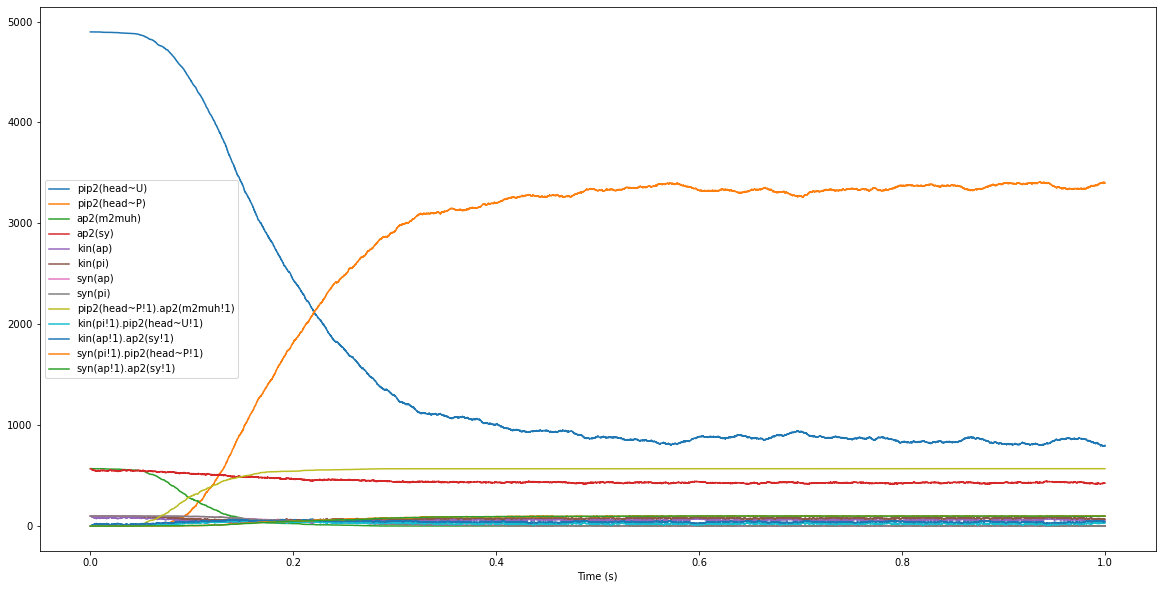 5000
4000
3000
2000
1000
0
pip2(head~U)
pip2(head~P)
ap2(m2muh)
ap2(sy)
kin(ap)
kin(pi)
syn(ap)
syn(pi)
pip2(head~P!1).ap2(m2muh!1)
kin(pi!1).pip2(head~U!1)
kin(ap!1).ap2(sy!1)
syn(pi!1).pip2(head~P!1)
syn(ap!1).ap2(sy!1)
0.0 0.2 0.4 0.6 0.8 1.0
Time (s)